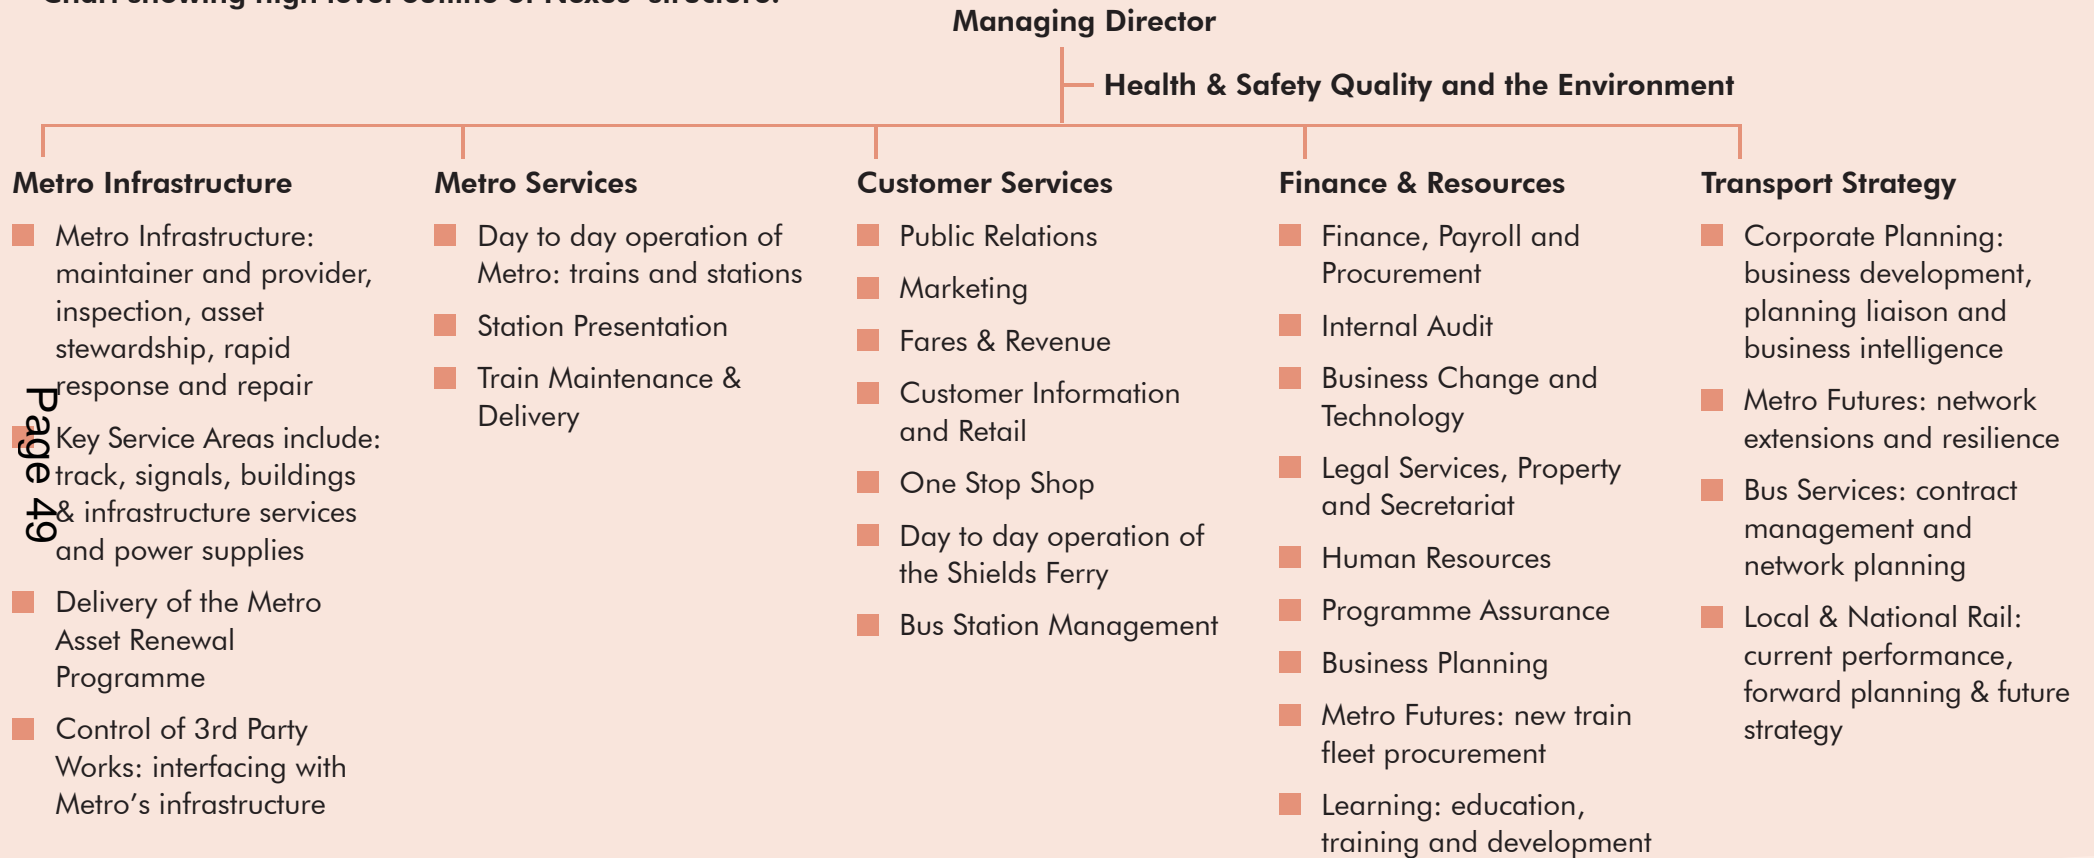 Chart showing high level outline of Nexus' structure.
Managing Director
Health & Safety Quality and the Environment
Metro Infrastructure
Metro Infrastructure:
maintainer and provider,
inspection, asset
stewardship, rapid
response and repair
Key Service Areas include:
track, signals, buildings
& infrastructure services
and power supplies
Delivery of the Metro
Asset Renewal
Programme
Control of 3rd Party
Works: interfacing with
Metro’s infrastructure
Metro Services
Day to day operation of
Metro: trains and stations
Station Presentation
Train Maintenance &
Delivery
Customer Services
Public Relations
Marketing
Fares & Revenue
Customer Information
and Retail
One Stop Shop
Day to day operation of
the Shields Ferry
Bus Station Management
Finance & Resources
Finance, Payroll and
Procurement
Internal Audit
Business Change and
Technology
Legal Services, Property
and Secretariat
Human Resources
Programme Assurance
Business Planning
Metro Futures: new train
fleet procurement
Learning: education,
training and development
Transport Strategy
Corporate Planning:
business development,
planning liaison and
business intelligence
Metro Futures: network
extensions and resilience
Bus Services: contract
management and
network planning
Local & National Rail:
current performance,
forward planning & future
strategy
Page 49